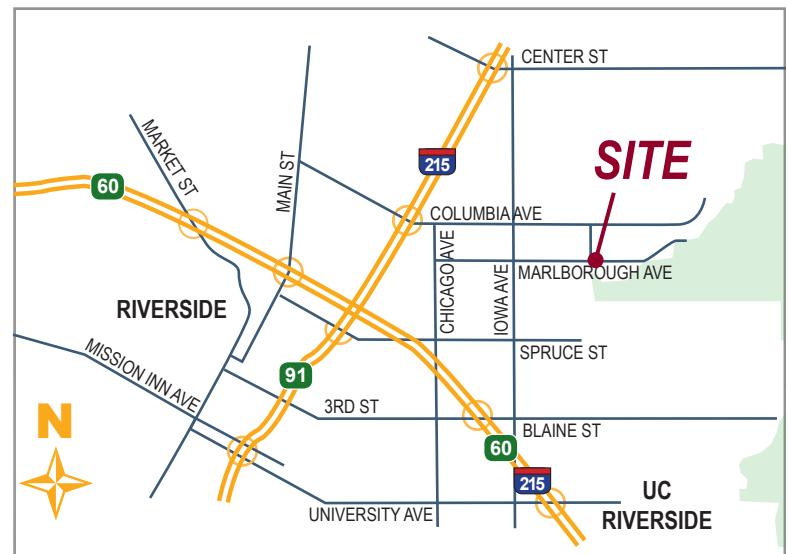 CENTER ST
MARKET ST
MAIN ST
215
SITE
60
COLUMBIA AVE
CHICAGO AVE
IOWA AVE
MARLBOROUGH AVE
RIVERSIDE
SPRUCE ST
MISSION INN AVE
91
3RD ST
BLAINE ST
N
60
215
UC
RIVERSIDE
UNIVERSITY AVE